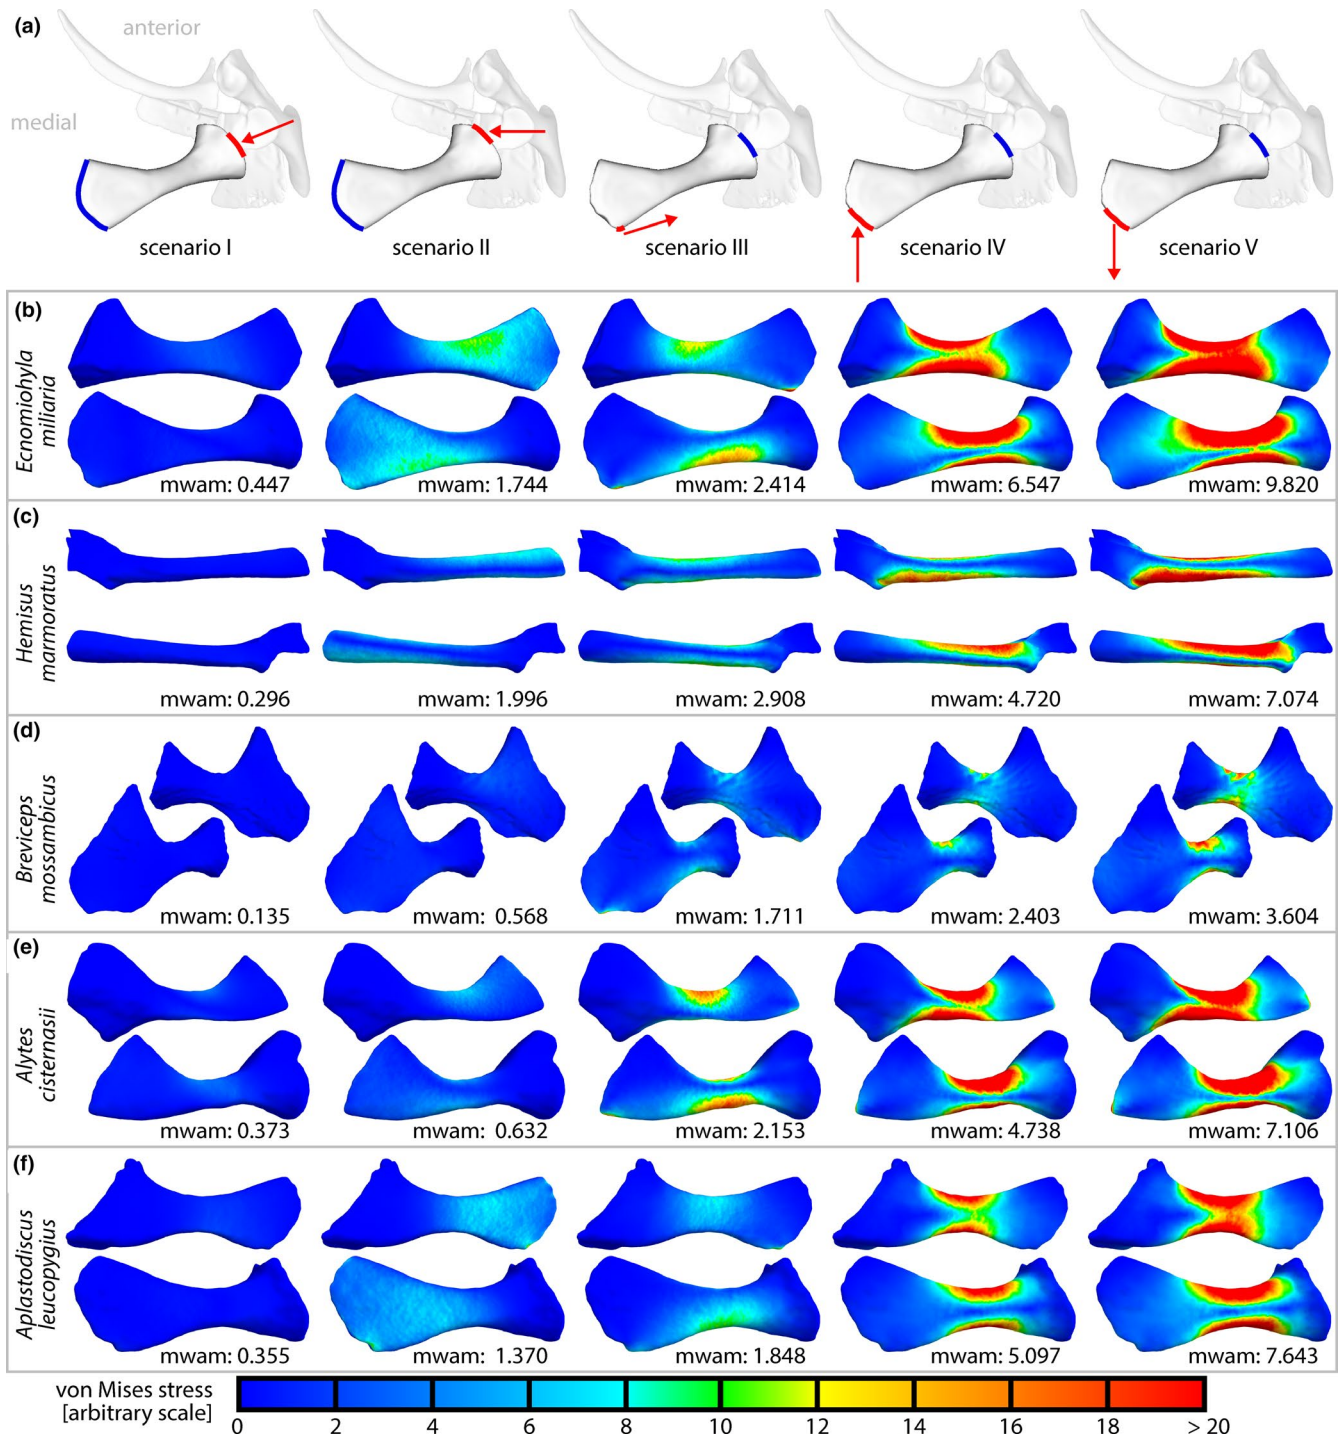 (a)
anterior
medial
scenario I
scenario II
scenario III
scenario IV
scenario V
(b)
Ecnomiohyla
miliaria
mwam: 0.447
mwam: 1.744
mwam: 2.414
mwam: 6.547
mwam: 9.820
(c)
Hemisus
marmoratus
mwam: 0.296
mwam: 1.996
mwam: 2.908
mwam: 4.720
mwam: 7.074
(d)
Breviceps
mossambicus
mwam: 0.135
mwam: 0.568
mwam: 1.711
mwam: 2.403
mwam: 3.604
(e)
Alytes
cisternasii
mwam: 0.373
mwam: 0.632
mwam: 2.153
mwam: 4.738
mwam: 7.106
(f)
Aplastodiscus
leucopygius
mwam: 0.355
mwam: 1.370
mwam: 1.848
mwam: 5.097
mwam: 7.643
von Mises stress
[arbitrary scale]
0 2 4 6 8 10 12 14 16 18 > 20